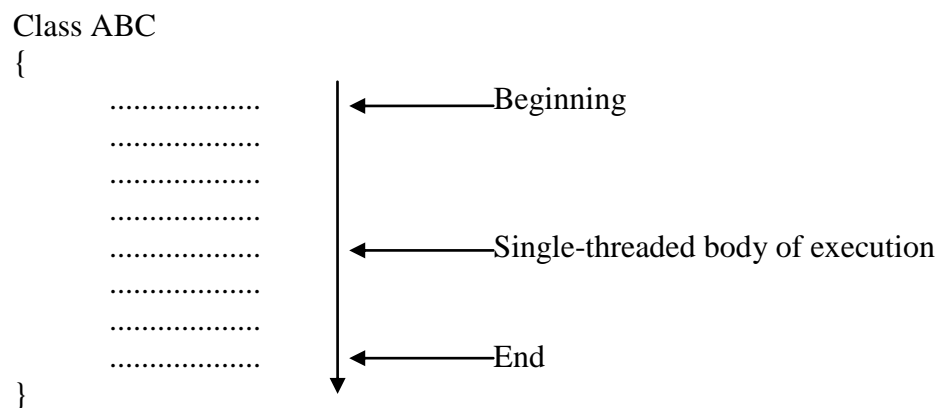 Class ABC
{
................... Beginning
...................
...................
...................
................... Single-threaded body of execution
...................
...................
................... End
}